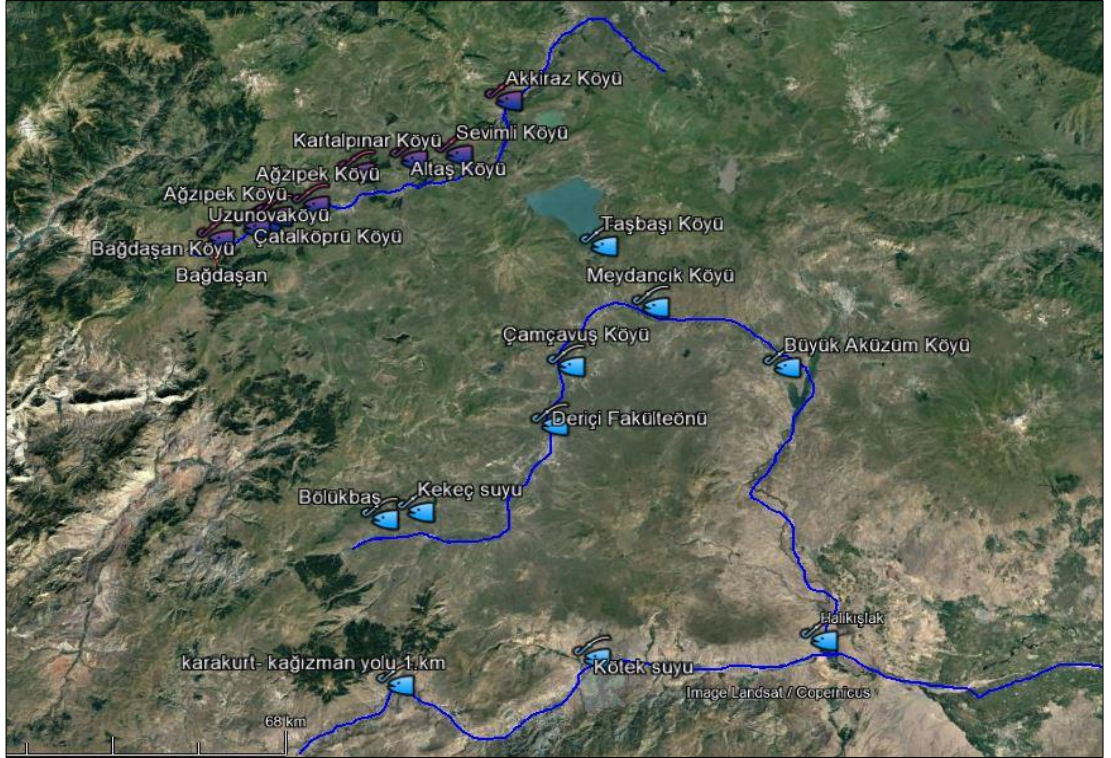 Akkiraz Köyü
Kartalpınar Köyü
Sevimli Köyü
Ağzıpek Köyü
Altaş Köyü
Ağzıpek Köyü
Uzunovaköyü
Çatalköprü Köyü
Bağdaşan Köyü
Bağdaşan
Taşbaşı Köyü
Meydancık Köyü
Çamçavuş Köyü
Büyük Aküzüm Köyü
Deriçi Fakülteönü
Bölükbaş
Kekeç suyu
Halıkışlak
karakurt- kağızman yolu 1.km
Kötek suyu
Image Landsat / Copernicus
68 km